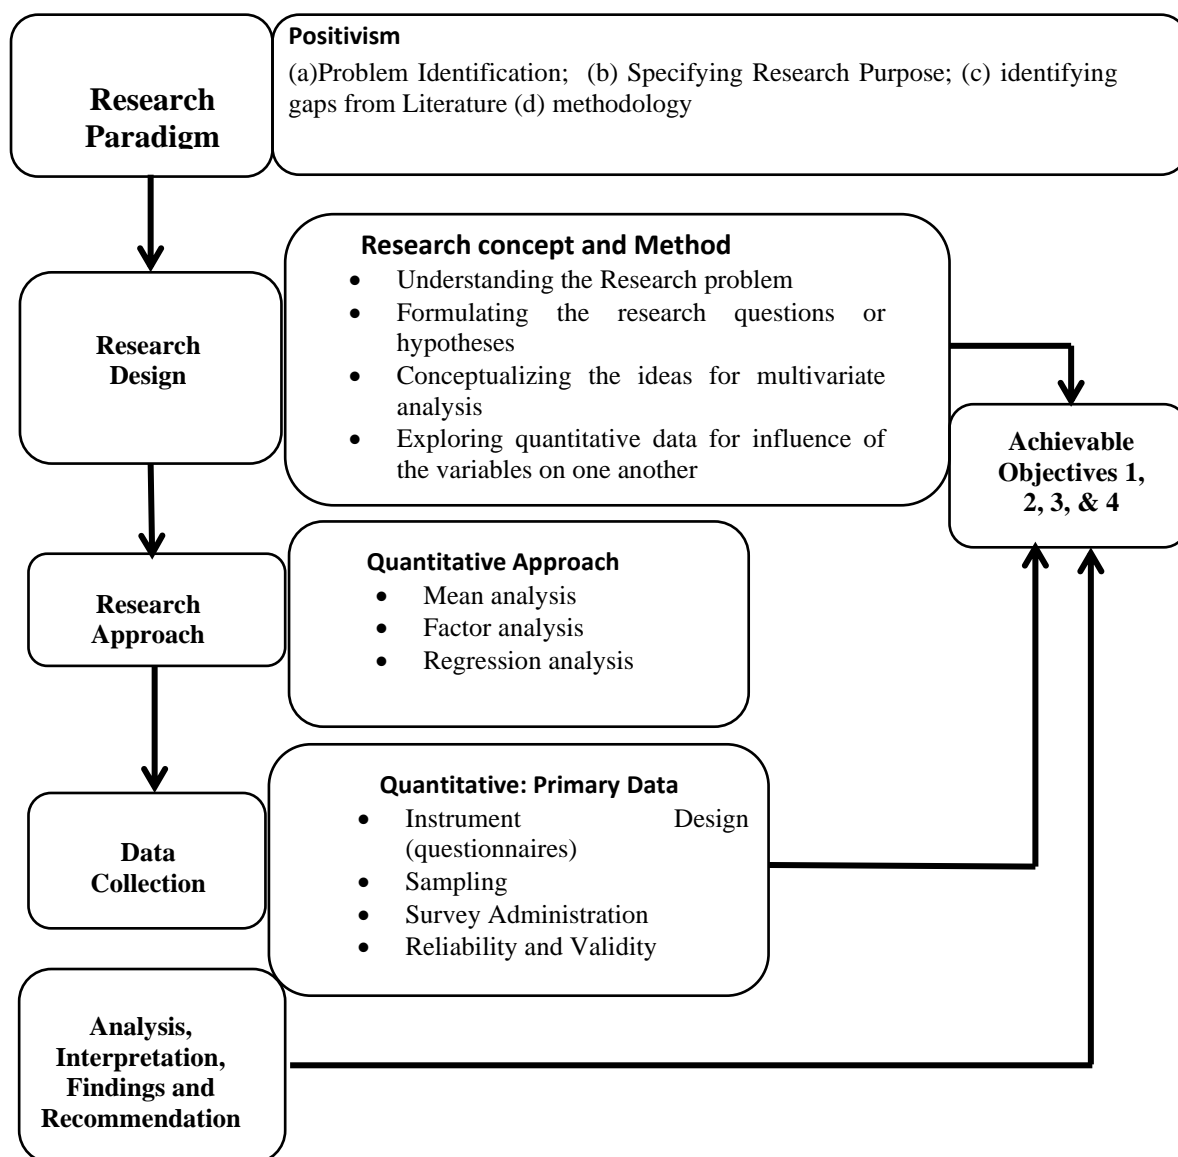 Research
Paradigm
Positivism
(a)Problem Identification; (b) Specifying Research Purpose; (c) identifying
gaps from Literature (d) methodology
Research
Design
Research concept and Method
• Understanding the Research problem
• Formulating the research questions or
hypotheses
• Conceptualizing the ideas for multivariate
analysis
• Exploring quantitative data for influence of
the variables on one another
Achievable
Objectives 1,
2, 3, & 4
Research
Approach
Quantitative Approach
• Mean analysis
• Factor analysis
• Regression analysis
Data
Collection
Quantitative: Primary Data
• Instrument Design
(questionnaires)
• Sampling
• Survey Administration
• Reliability and Validity
Analysis,
Interpretation,
Findings and
Recommendation